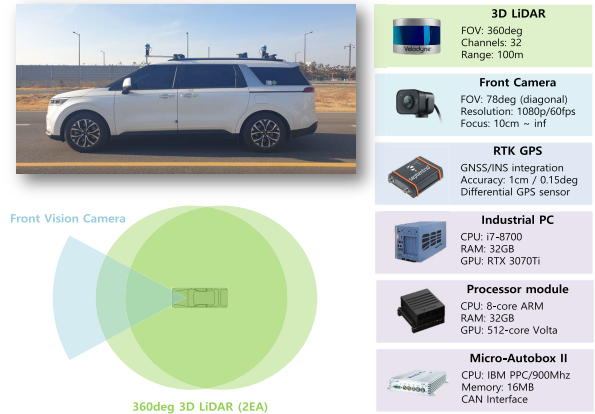 3D LiDAR
FOV: 360deg
Channels: 32
Range: 100m
Velodyne
Front Camera
FOV: 78deg (diagonal)
Resolution: 1080p/60fps
Focus: 10cm ~ inf
RTK GPS
GNSS/INS integration
Accuracy: 1cm / 0.15deg
Differential GPS sensor
Industrial PC
CPU: i7-8700
RAM: 32GB
GPU: RTX 3070Ti
Processor module
CPU: 8-core ARM
RAM: 32GB
GPU: 512-core Volta
Micro-Autobox II
CPU: IBM PPC/900Mhz
Memory: 16MB
CAN Interface
Front Vision Camera
360deg 3D LiDAR (2EA)